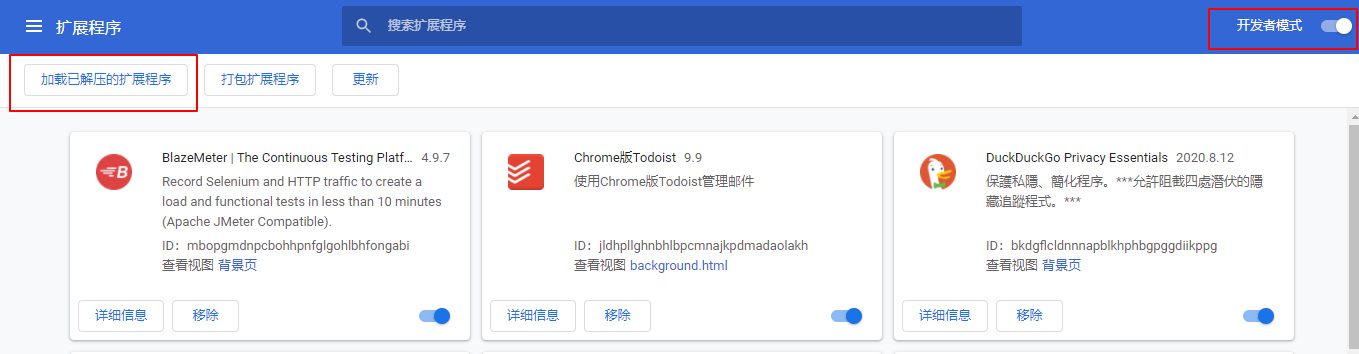 扩展程序
搜索扩展程序
开发者模式
加载已解压的扩展程序
打包扩展程序
更新
BlazeMeter | The Continuous Testing Platf... 4.9.7
Record Selenium and HTTP traffic to create a
load and functional tests in less than 10 minutes
(Apache JMeter Compatible).
ID：mbopgmdnpcbohhpnfglgohlbhfongabi
查看视图 背景页
详细信息
移除
Chrome版Todoist 9.9
使用Chrome版Todoist管理邮件
ID：jldhpllghnbhlbpcmnajkpdmadaolakh
查看视图 background.html
详细信息
移除
DuckDuckGo Privacy Essentials 2020.8.12
保護私隱、簡化程序。***允許阻截四處潛伏的隱
藏追蹤程式。***
ID：bkdgflcldnnnapblkhphbgpggdiikppg
查看视图 背景页
详细信息
移除